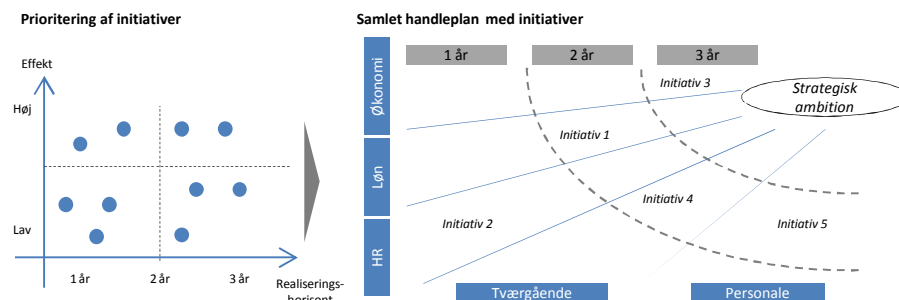 Prioritering af initiativer
Effekt
Høj
Lav
1 år
2 år
3 år
Realiserings-
horisont
Samlet handleplan med initiativer
1 år
2 år
3 år
Økonomi
Løn
HR
Initiativ 3
Strategisk
ambition
Initiativ 1
Initiativ 4
Initiativ 2
Initiativ 5
Tværgående
Personale